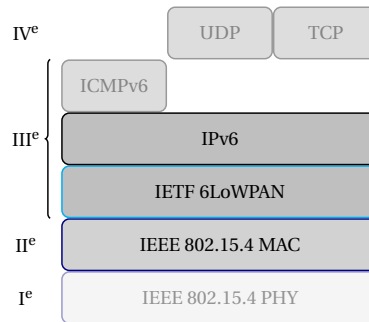 IVᵉ UDP TCP
ICMPv6
IIIᵉ IPv6
IETF 6LoWPAN
IIᵉ IEEE 802.15.4 MAC
Iᵉ IEEE 802.15.4 PHY